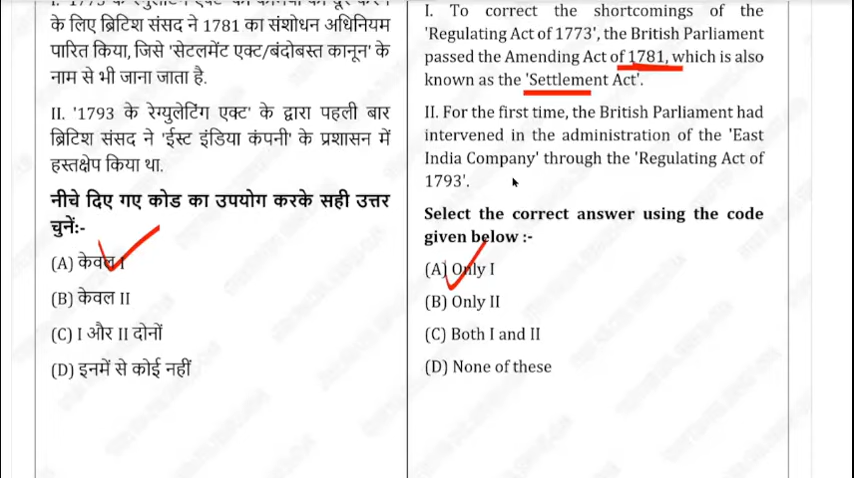 के लिए ब्रिटिश संसद ने 1781 का संशोधन अधिनियम
पारित किया, जिसे 'सेटलमेंट एक्ट/बंदोबस्त कानून' के
नाम से भी जाना जाता है.
II. '1793 के रेग्युलेटिंग एक्ट' के द्वारा पहली बार
ब्रिटिश संसद ने 'ईस्ट इंडिया कंपनी' के प्रशासन में
हस्तक्षेप किया था.
नीचे दिए गए कोड का उपयोग करके सही उत्तर
चुनें:-
(A) केवल I
(B) केवल II
(C) I और II दोनों
(D) इनमें से कोई नहीं
I. To correct the shortcomings of the
'Regulating Act of 1773', the British Parliament
passed the Amending Act of 1781, which is also
known as the 'Settlement Act'.
II. For the first time, the British Parliament had
intervened in the administration of the 'East
India Company' through the 'Regulating Act of
1793'.
Select the correct answer using the code
given below :-
(A) Only I
(B) Only II
(C) Both I and II
(D) None of these